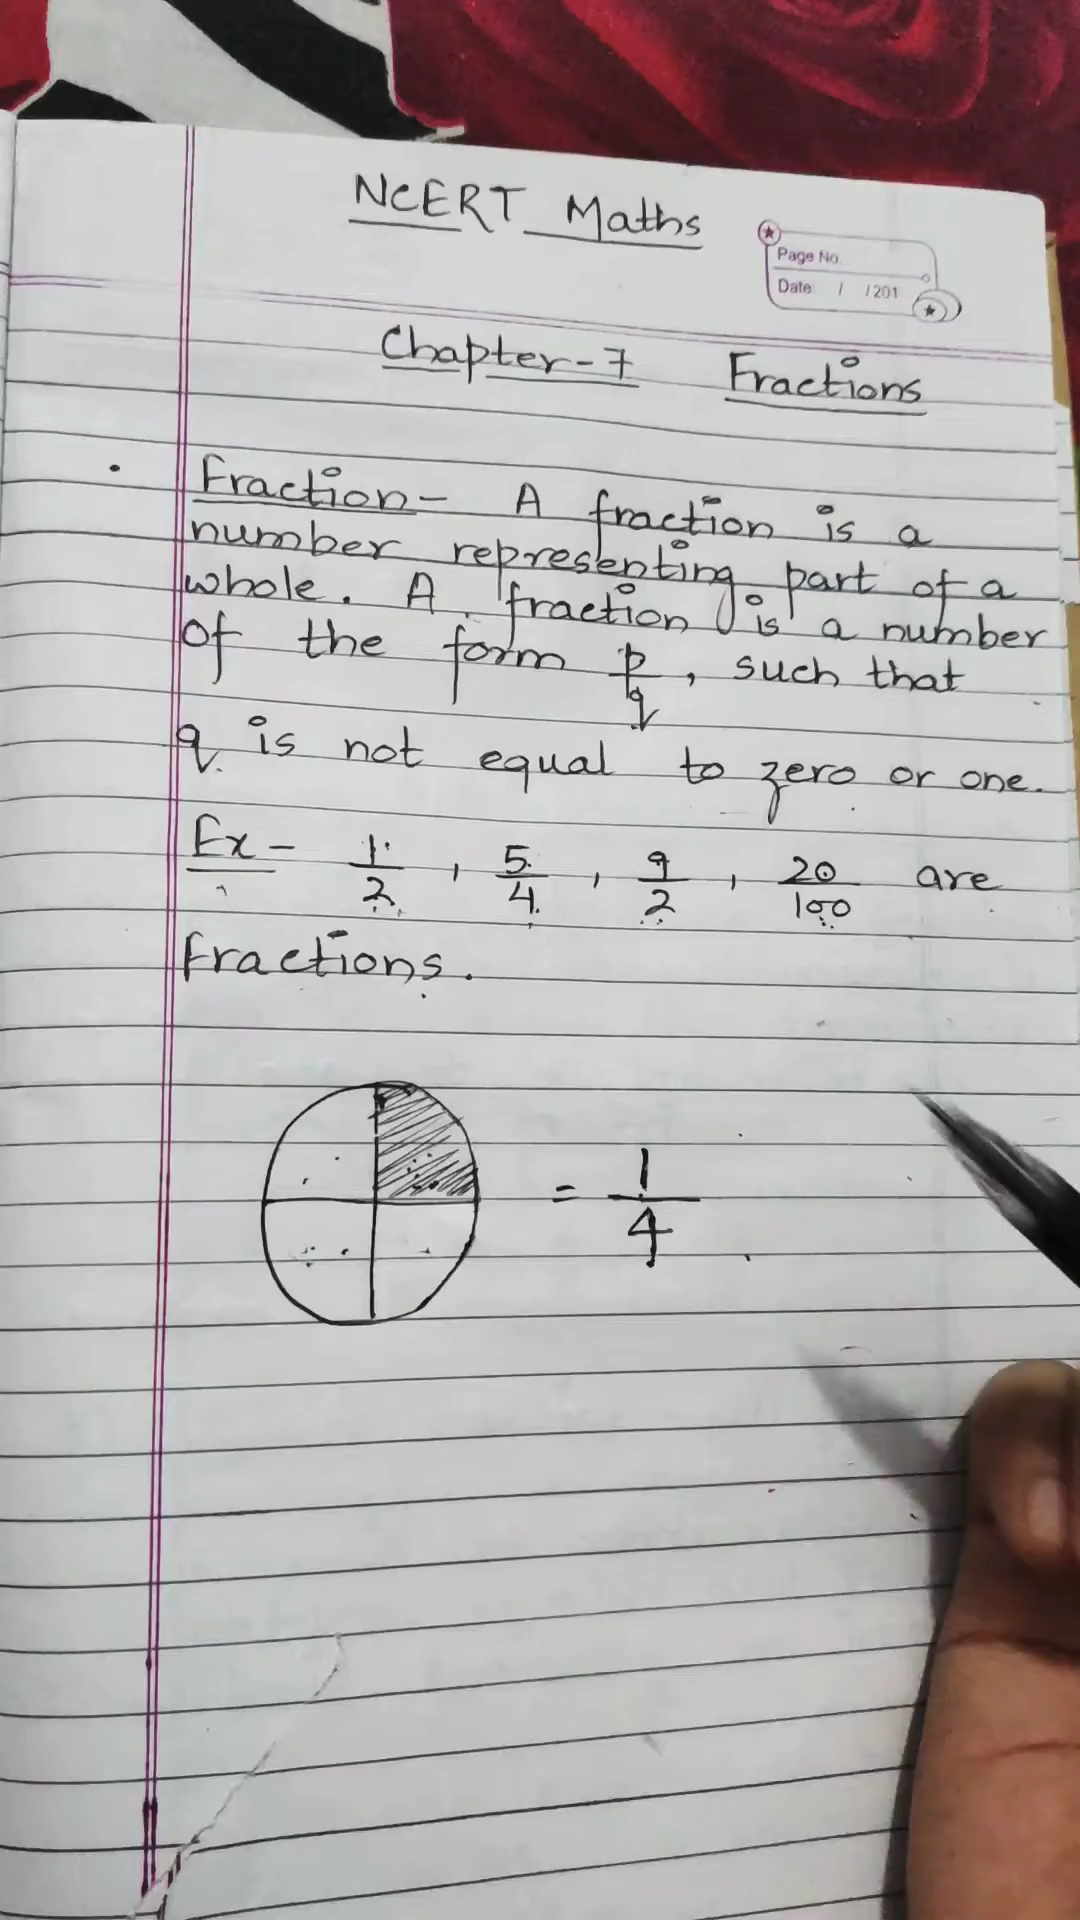 NCERT Maths
Page No.
Date: / /201
Chapter-7 Fractions
Fraction- A fraction is a
number representing part of a
whole. A fraction is a number
of the form p/q, such that
q is not equal to zero or one.
Ex- 1/2, 5/4, 9/2, 20/100 are
fractions.
= 1/4